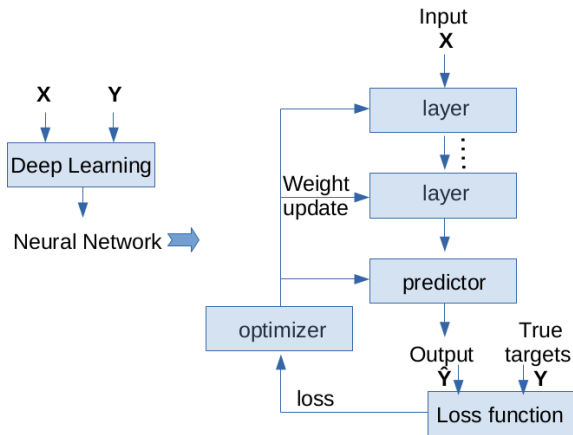 X Y
Deep Learning
Neural Network
Input
X
layer
layer
Weight
update
predictor
optimizer
Output
Ŷ
True
targets
Y
loss
Loss function